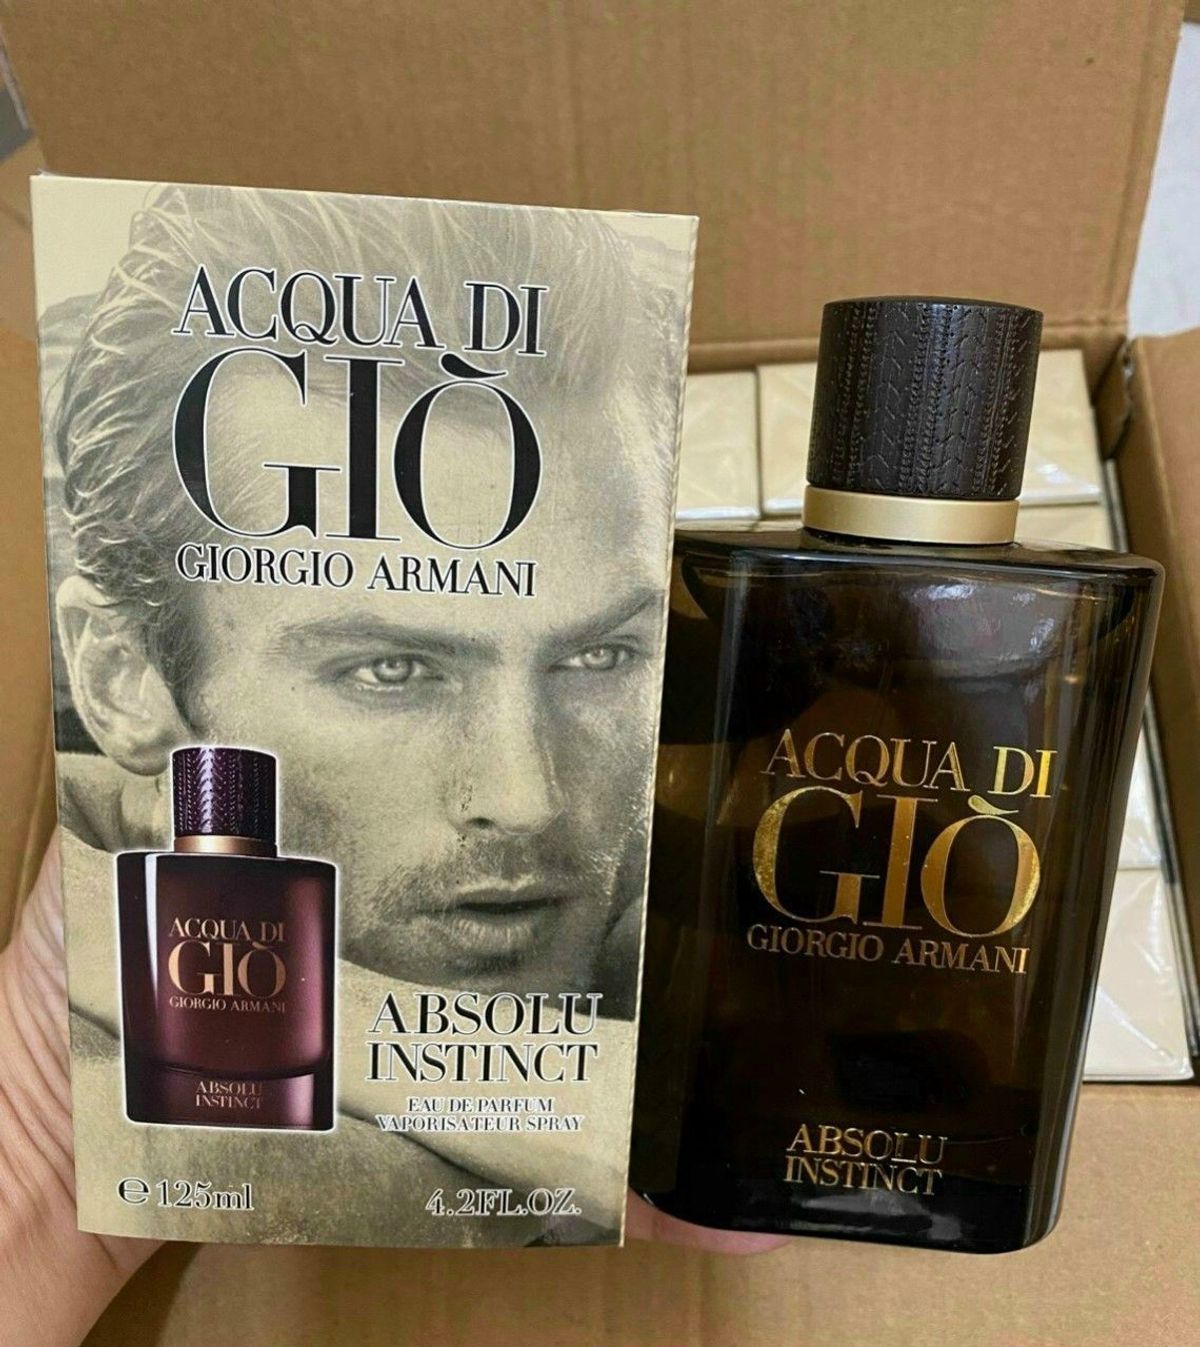 ACQUA DI
GIÒ
GIORGIO ARMANI
ACQUA DI
GIÒ
GIORGIO ARMANI
ABSOLU
INSTINCT
ABSOLU
INSTINCT
EAU DE PARFUM
VAPORISATEUR SPRAY
e 125ml
4.2FL.OZ.
ACQUA DI
GIÒ
GIORGIO ARMANI
ABSOLU
INSTINCT